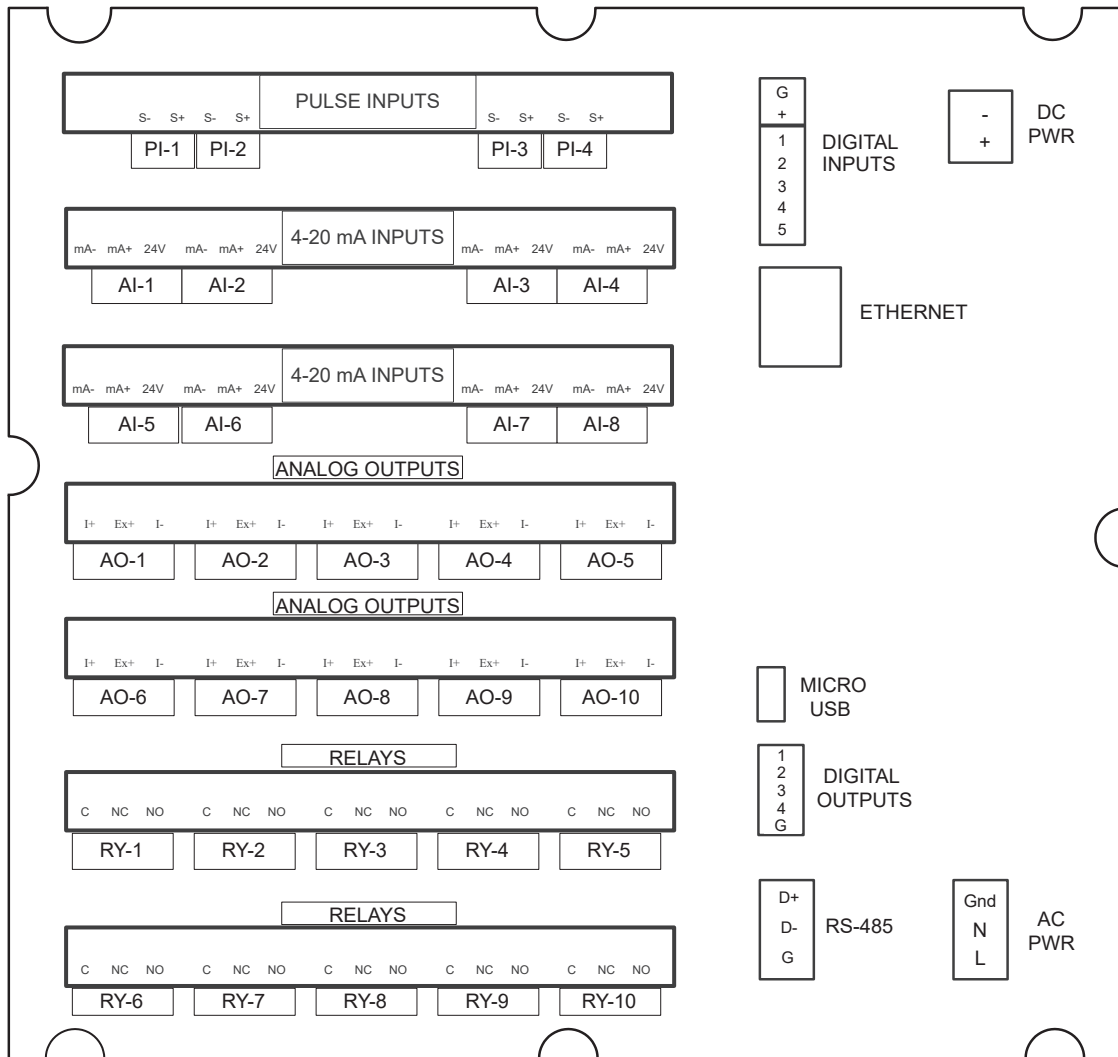 PULSE INPUTS
S- S+ S- S+ S- S+ S- S+
PI-1 PI-2 PI-3 PI-4
4-20 mA INPUTS
mA- mA+ 24V mA- mA+ 24V mA- mA+ 24V mA- mA+ 24V
AI-1 AI-2 AI-3 AI-4
4-20 mA INPUTS
mA- mA+ 24V mA- mA+ 24V mA- mA+ 24V mA- mA+ 24V
AI-5 AI-6 AI-7 AI-8
ANALOG OUTPUTS
I+ Ex+ I- I+ Ex+ I- I+ Ex+ I- I+ Ex+ I- I+ Ex+ I-
AO-1 AO-2 AO-3 AO-4 AO-5
ANALOG OUTPUTS
I+ Ex+ I- I+ Ex+ I- I+ Ex+ I- I+ Ex+ I- I+ Ex+ I-
AO-6 AO-7 AO-8 AO-9 AO-10
RELAYS
C NC NO C NC NO C NC NO C NC NO C NC NO
RY-1 RY-2 RY-3 RY-4 RY-5
RELAYS
C NC NO C NC NO C NC NO C NC NO C NC NO
RY-6 RY-7 RY-8 RY-9 RY-10
G
+
1
2
3
4
5
DIGITAL
INPUTS
-
+
DC
PWR
ETHERNET
MICRO
USB
1
2
3
4
G
DIGITAL
OUTPUTS
D+
D-
G
RS-485
Gnd
N
L
AC
PWR